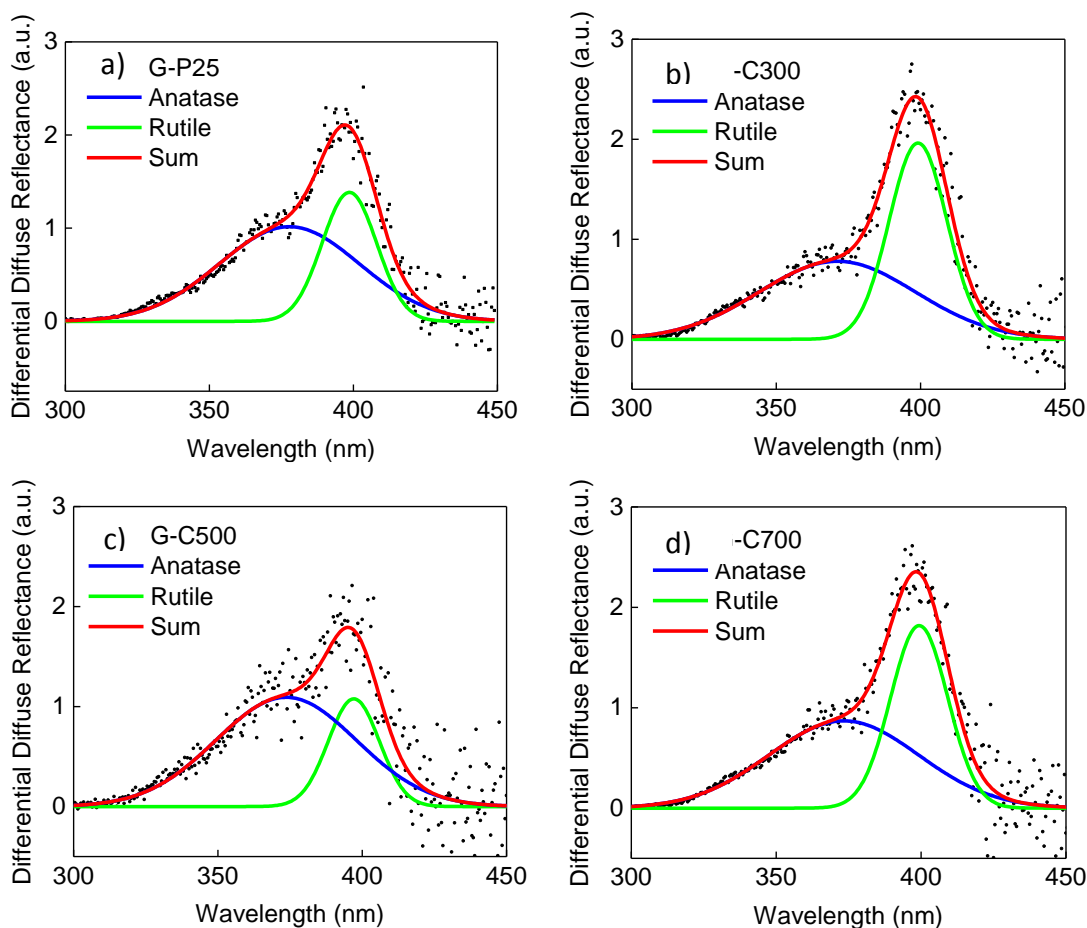 a) G-P25
Anatase
Rutile
Sum
Differential Diffuse Reflectance (a.u.)
3
2
1
0
300 350 400 450
Wavelength (nm)
b) -C300
Anatase
Rutile
Sum
Differential Diffuse Reflectance (a.u.)
3
2
1
0
300 350 400 450
Wavelength (nm)
c) G-C500
Anatase
Rutile
Sum
Differential Diffuse Reflectance (a.u.)
3
2
1
0
300 350 400 450
Wavelength (nm)
d) -C700
Anatase
Rutile
Sum
Differential Diffuse Reflectance (a.u.)
3
2
1
0
300 350 400 450
Wavelength (nm)